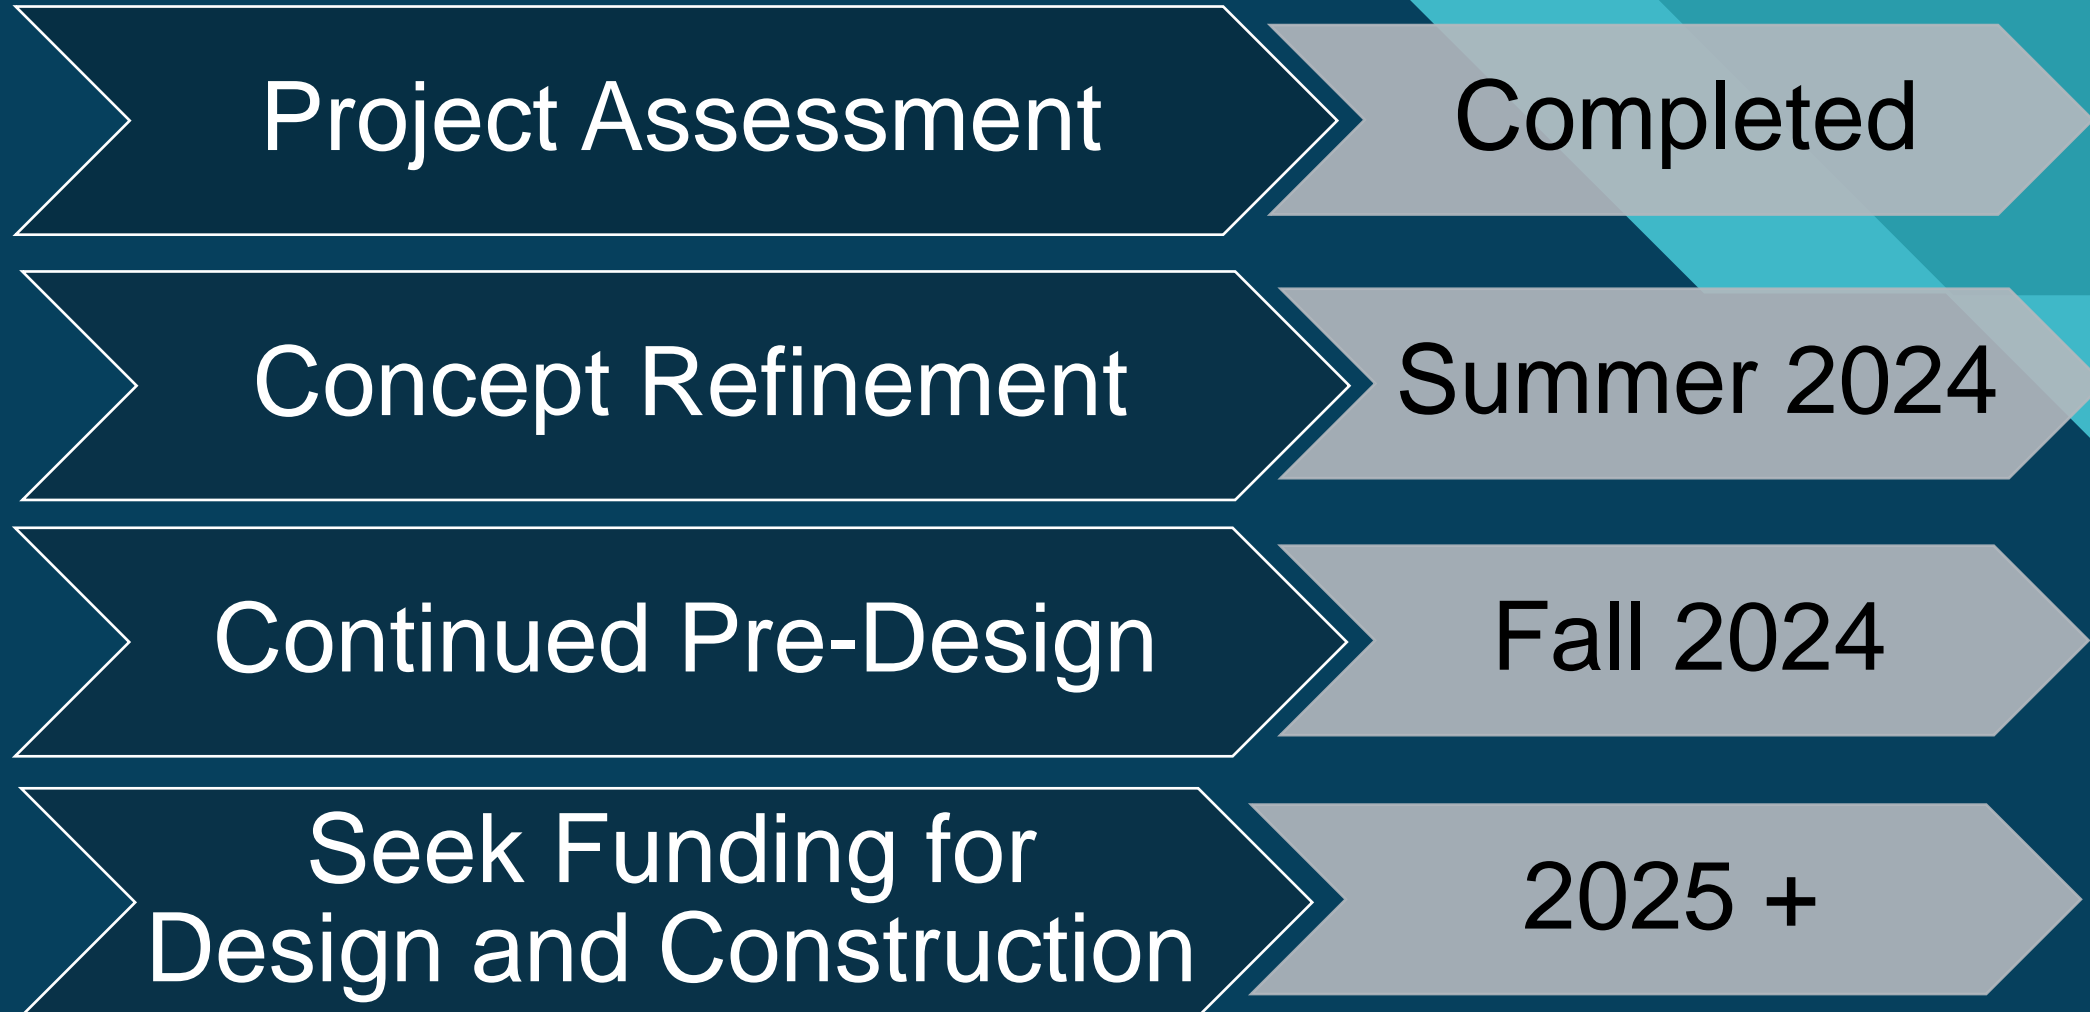 Project Assessment
Completed
Concept Refinement
Summer 2024
Continued Pre-Design
Fall 2024
Seek Funding for
Design and Construction
2025 +